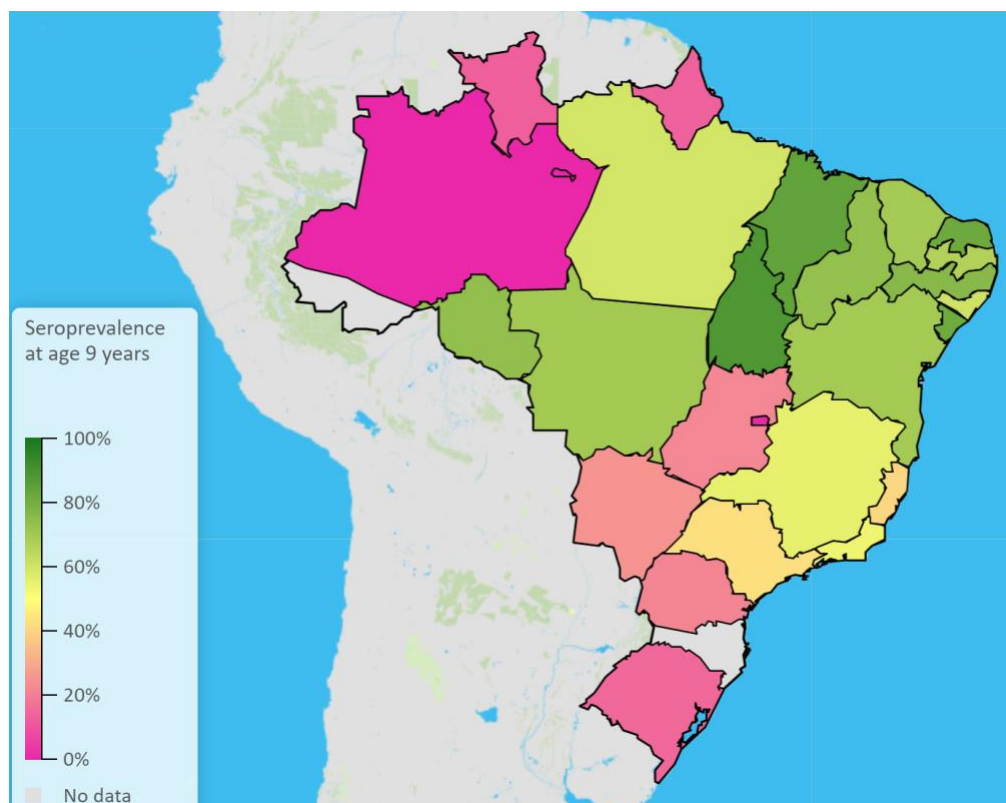 Seroprevalence
at age 9 years
100%
80%
60%
40%
20%
0%
No data